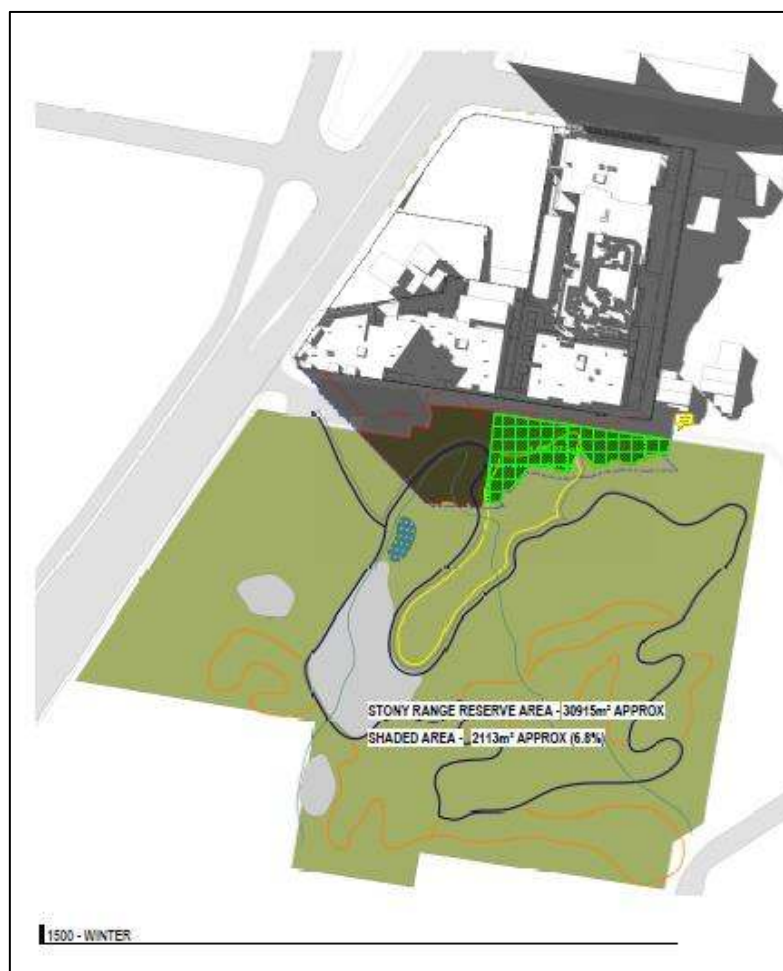 STONY RANGE RESERVE AREA - 30915m² APPROX
SHADED AREA - 2113m² APPROX (6.8%)
1500 - WINTER